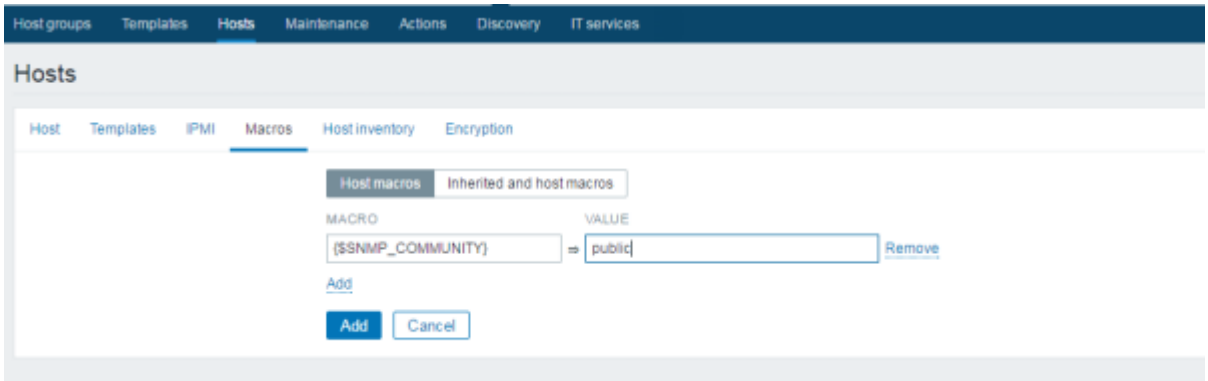 Host groups Templates Hosts Maintenance Actions Discovery IT services
Hosts
Host Templates IPMI Macros Host inventory Encryption
Host macros Inherited and host macros
MACRO VALUE
{$SNMP_COMMUNITY} ⇒ public Remove
Add
Add Cancel